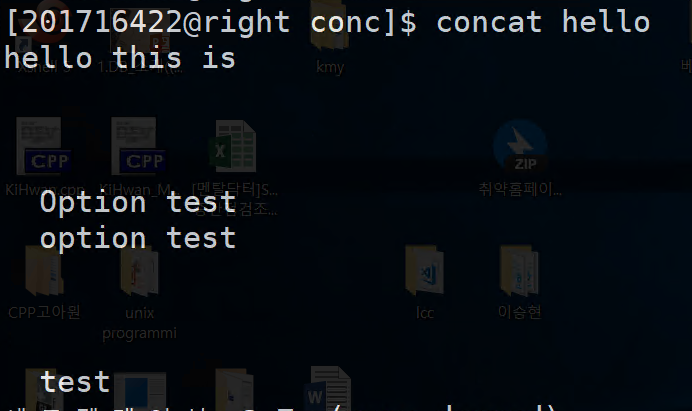 [201716422@right conc]$ concat hello
hello this is
kmy
CPP
CPP
KiHwan.cpp
KiHwan_M...
[멘탈닥터]S...
ZIP
취약홈페이...
Option test
option test
CPP고아원
unix
programmi
lcc
이승현
test